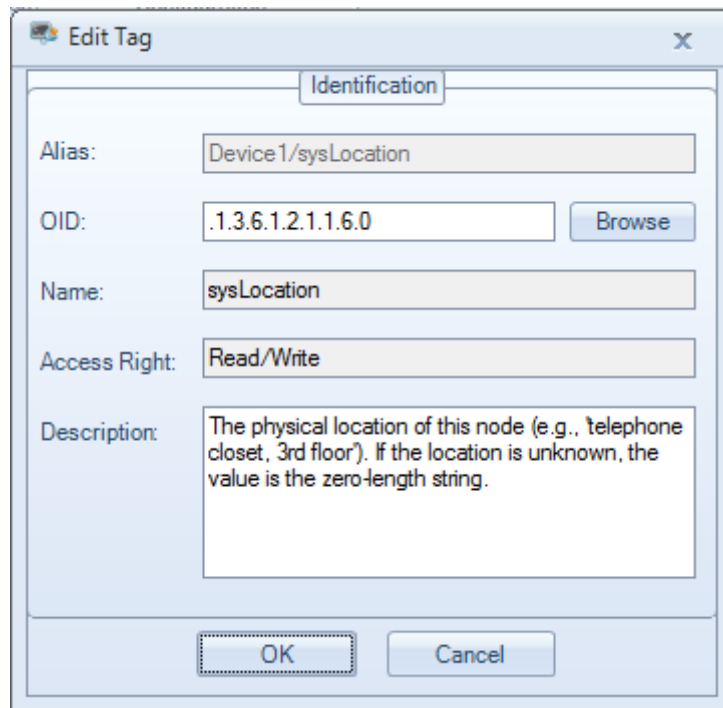 Edit Tag
Identification
Alias: Device1/sysLocation
OID: .1.3.6.1.2.1.1.6.0 Browse
Name: sysLocation
Access Right: Read/Write
Description: The physical location of this node (e.g., 'telephone
closet, 3rd floor'). If the location is unknown, the
value is the zero-length string.
OK Cancel